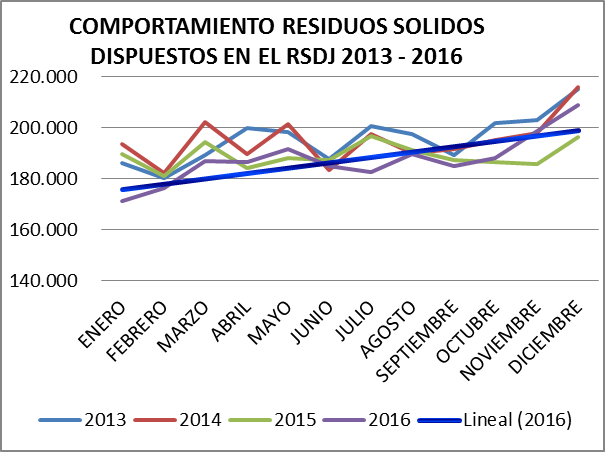 COMPORTAMIENTO RESIDUOS SOLIDOS
DISPUESTOS EN EL RSDJ 2013 - 2016
220.000
200.000
180.000
160.000
140.000
ENERO
FEBRERO
MARZO
ABRIL
MAYO
JUNIO
JULIO
AGOSTO
SEPTIEMBRE
OCTUBRE
NOVIEMBRE
DICIEMBRE
2013 2014 2015 2016 Lineal (2016)